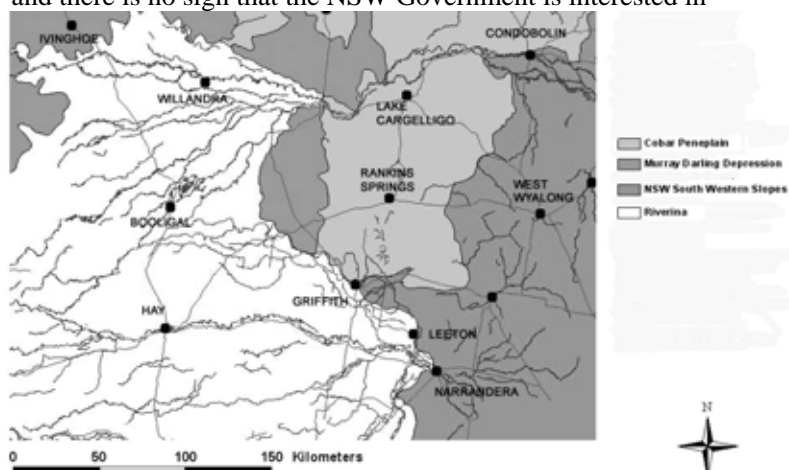 and there is no sign that the NSW Government is interested in
IVINGHOE
CONDOBOLIN
WILLANDRA
LAKE
CARGELLIGO
Cobar Peneplain
Murray Darling Depression
RANKINS
SPRINGS
WEST
WYALONG
NSW South Western Slopes
Riverina
BOOLIGAL
GRIFFITH
HAY
LEETON
NARRANDERA
N
0 50 100 150 Kilometers